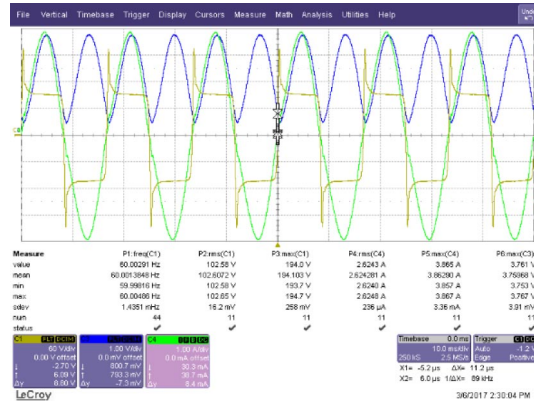 File Vertical Timebase Trigger Display Cursors Measure Math Analysis Utilities Help
Measure P1:freq(C1) P2:rms(C1) P3:max(C1) P4:rms(C4) P5:max(C4) P6:max(C3)
value 60.00291 Hz 102.58 V 194.0 V 2.6243 A 3.865 A 3.761 V
mean 60.0013848 Hz 102.6072 V 194.103 V 2.624281 A 3.86290 A 3.76068 V
min 59.99816 Hz 102.58 V 193.7 V 2.6240 A 3.857 A 3.753 V
max 60.00486 Hz 102.65 V 194.7 V 2.6248 A 3.867 A 3.767 V
sdev 1.4351 mHz 16.2 mV 258 mV 236 µA 3.36 mA 3.91 mV
num 44 11 11 11 11 11
status
C1 C4
60 V/div 1.00 V/div 1.00 A/div
0.00 V offset 0.0 mV offset 0.0 mA offset
-2.70 V 800.7 mV 30.3 mA
6.09 V 793.3 mV 38.7 mA
Δy -7.3 mV Δy 8.4 mA
Timebase 0.0 ms Trigger
10.0 ms/div Auto -1.2 V
250 kS 2.5 MS/s Edge Positive
X1= -5.2 µs ΔX= 11.2 µs
X2= 6.0 µs 1/ΔX= 89 kHz
LeCroy
3/6/2017 2:30:04 PM